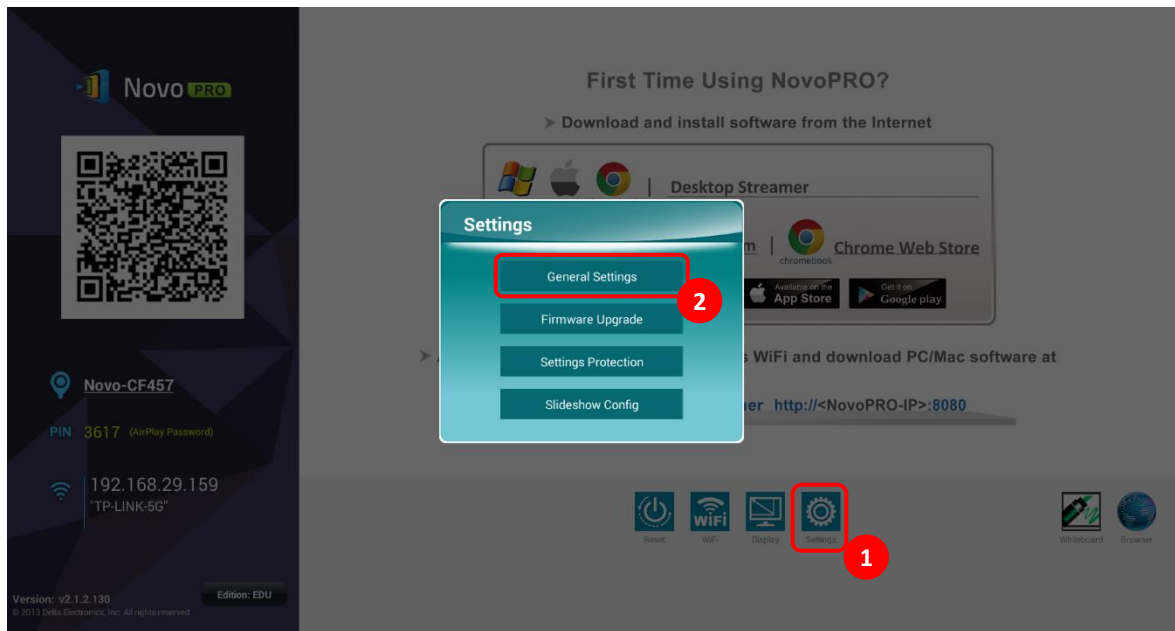 Novo PRO
Novo-CF457
PIN 3617 (AirPlay Password)
192.168.29.159
"TP-LINK-5G"
Version: v2.1.2.130
© 2013 Delta Electronics, Inc. All rights reserved
Edition: EDU
First Time Using NovoPRO?
➤ Download and install software from the Internet
| Desktop Streamer
| Chrome Web Store
chromebook
Available on the App Store
Get it on Google play
WiFi and download PC/Mac software at
http://<NovoPRO-IP>:8080
Settings
General Settings
2
Firmware Upgrade
Settings Protection
Slideshow Config
Reset
WiFi
WiFi
Display
Settings
1
Whiteboard
Browser